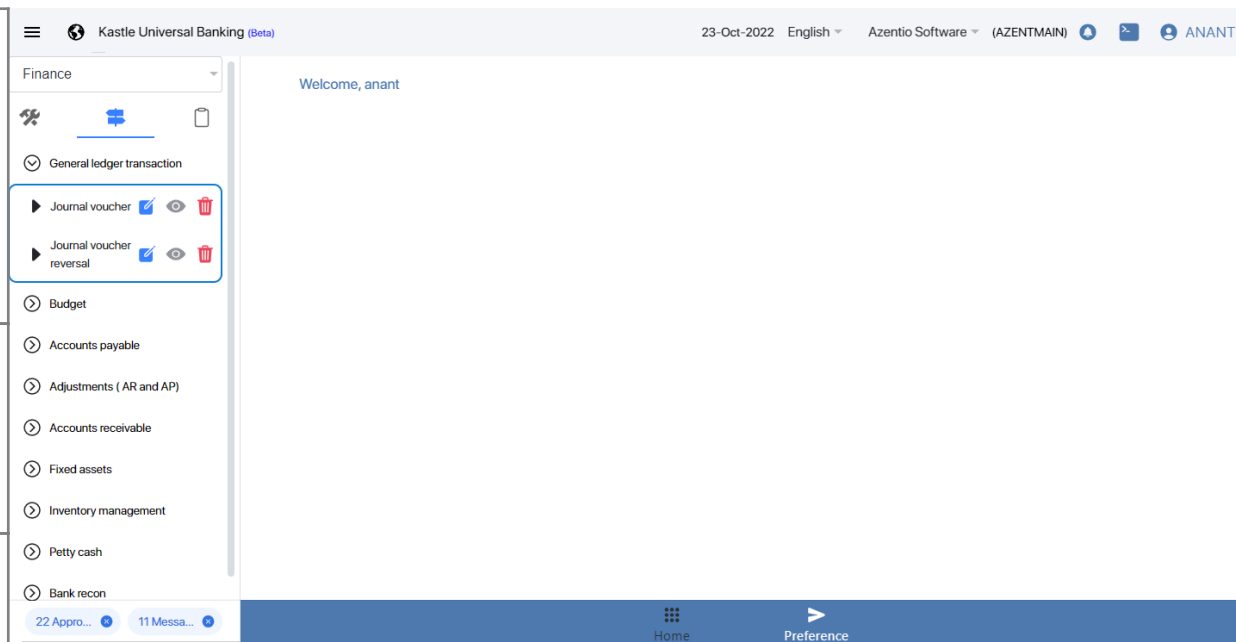 Kastle Universal Banking (Beta)
23-Oct-2022 English Azentio Software (AZENTMAIN) ANANT
Finance
Welcome, anant
General ledger transaction
Journal voucher
Journal voucher
reversal
Budget
Accounts payable
Adjustments ( AR and AP)
Accounts receivable
Fixed assets
Inventory management
Petty cash
Bank recon
22 Appro... 11 Messa...
Home Preference